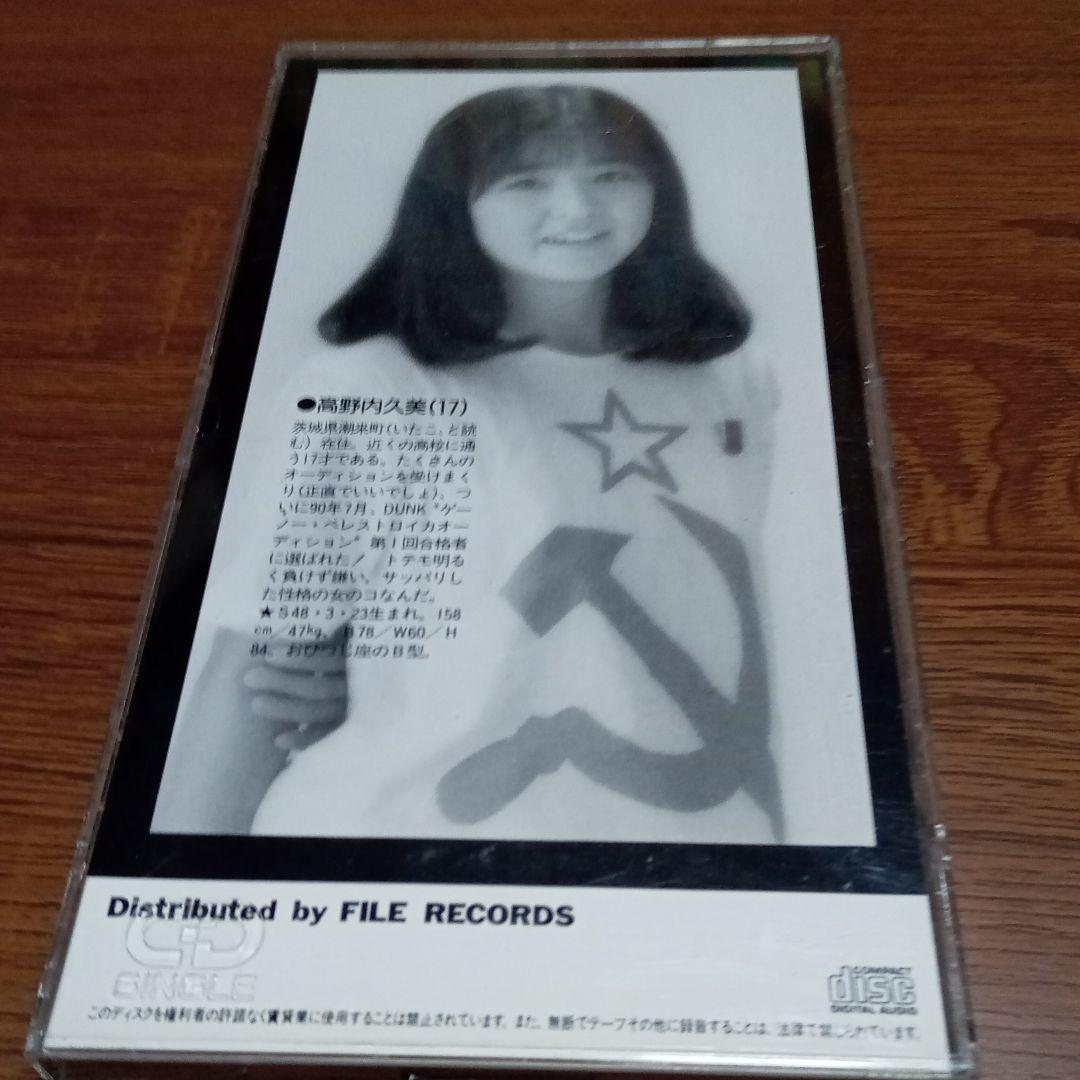 ●高野内久美(17)
茨城県潮来町(いたこ、と読
む)在住。近くの高校に通
う17才である。たくさんの
オーディションを受けまく
り(正直でいいでしょ)、つ
いに90年7月、DUNK“ゲー
ノー・ペレストロイカオー
ディション”第1回合格者
に選ばれた! トテモ明る
く負けず嫌い、サッパリし
た性格の女のコなんだ。
★S48・3・23生まれ。158
cm/47kg、B78/W60/H
84。おひつじ座のB型。
Distributed by FILE RECORDS
CD
SINGLE
COMPACT
disc
DIGITAL AUDIO
このディスクを権利者の許諾なく賃貸業に使用することは禁止されています。また、無断でテープその他に録音することは、法律で禁じられています。